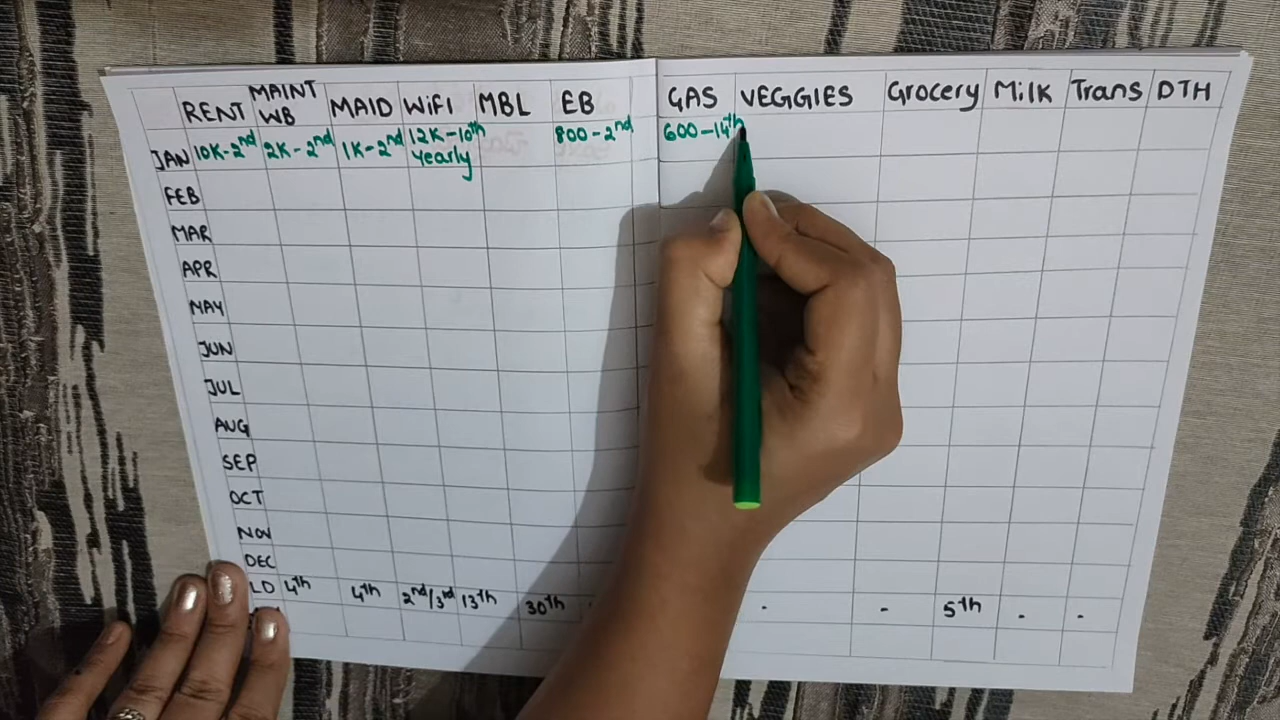 RENT MAINT WB MAID WiFI MBL EB GAS VEGGIES Grocery Milk Trans DTH
JAN 10K-2nd 2K-2nd 1K-2nd 12K-10th yearly 800-2nd 600-14th
FEB
MAR
APR
MAY
JUN
JUL
AUG
SEP
OCT
NOV
DEC
LD 4th 4th 2nd/3rd 13th 30th . . - 5th . .